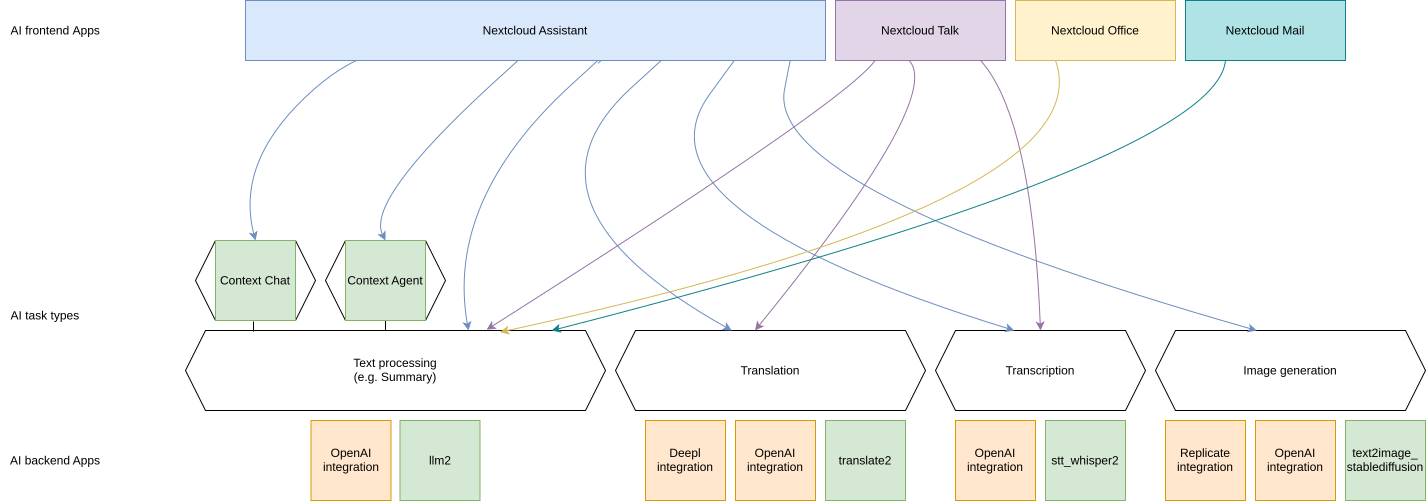 AI frontend Apps
Nextcloud Assistant
Nextcloud Talk
Nextcloud Office
Nextcloud Mail
Context Chat
Context Agent
AI task types
Text processing
(e.g. Summary)
Translation
Transcription
Image generation
AI backend Apps
OpenAI
integration
llm2
Deepl
integration
OpenAI
integration
translate2
OpenAI
integration
stt_whisper2
Replicate
integration
OpenAI
integration
text2image_
stablediffusion